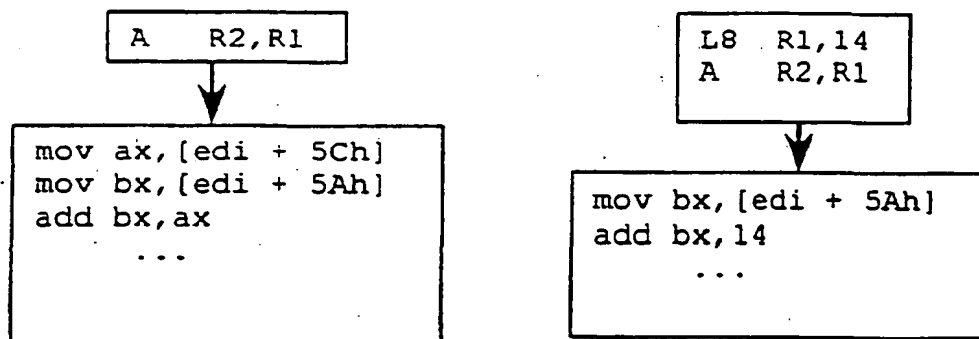 A R2,R1
mov ax,[edi + 5Ch]
mov bx,[edi + 5Ah]
add bx,ax
...
L8 R1,14
A R2,R1
mov bx,[edi + 5Ah]
add bx,14
...